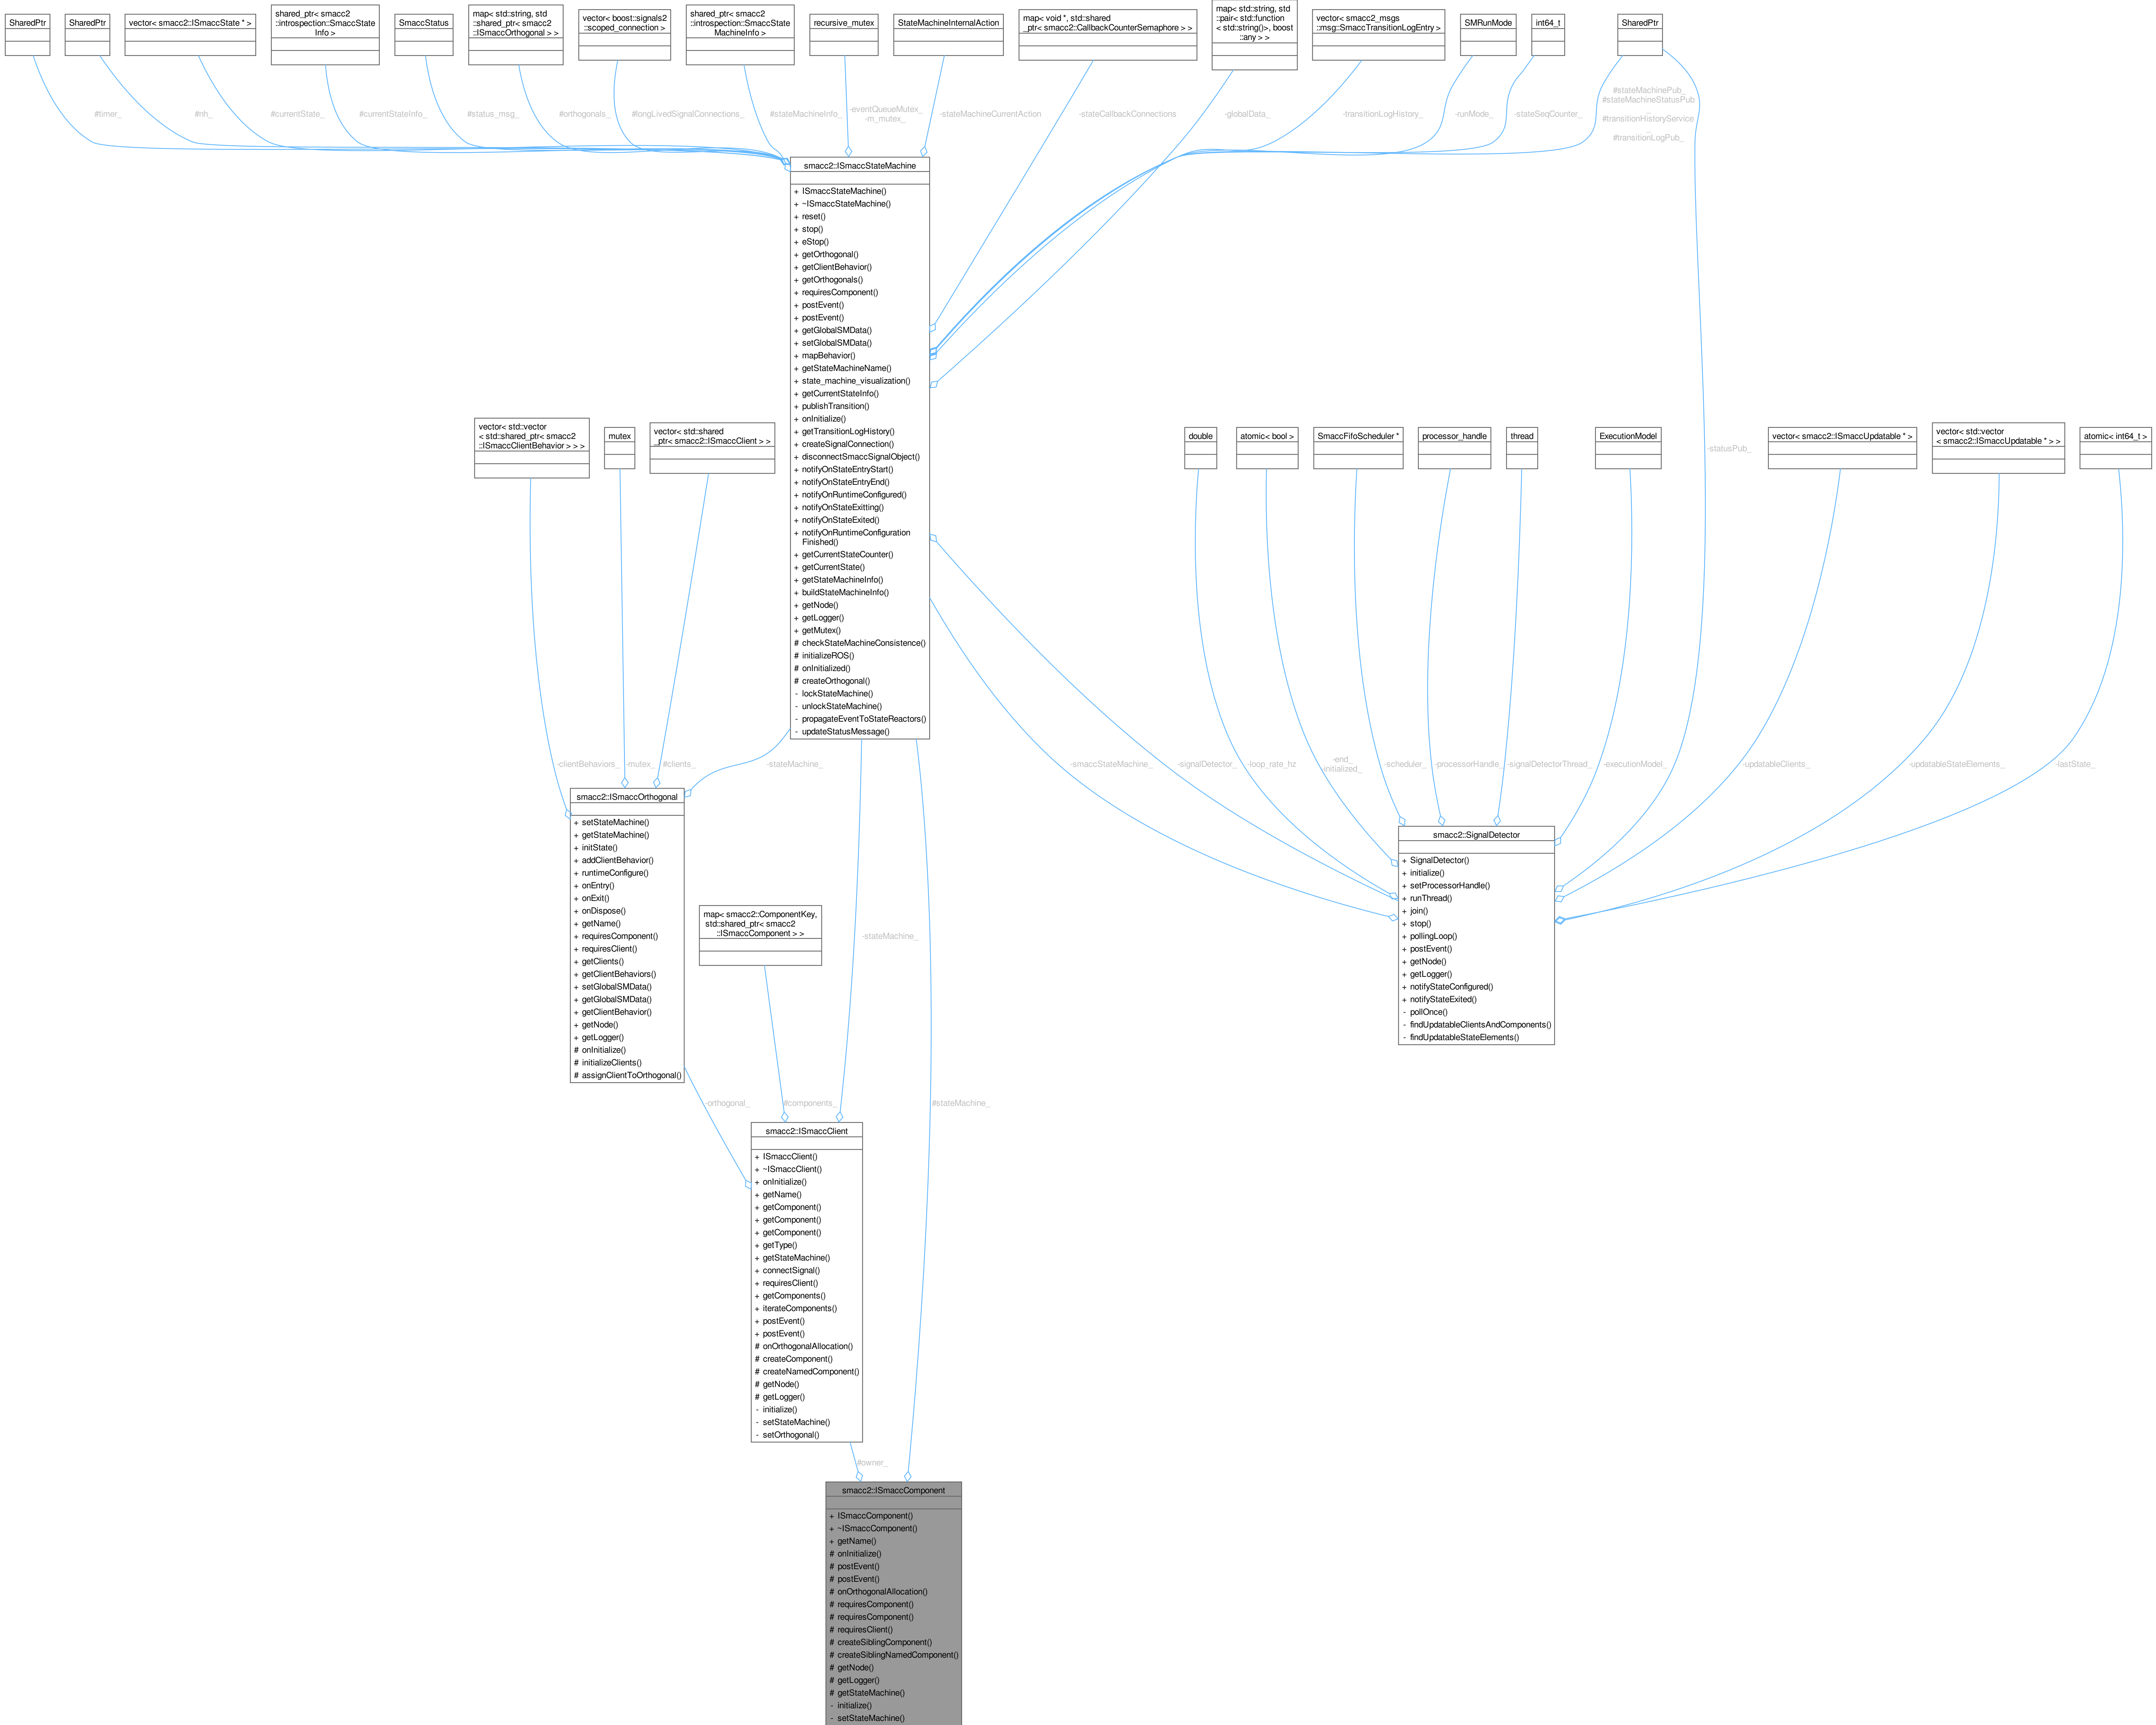 SharedPtr
SharedPtr
vector< smacc2::ISmaccState * >
shared_ptr< smacc2
::introspection::SmaccState
Info >
SmaccStatus
map< std::string, std
::shared_ptr< smacc2
::ISmaccOrthogonal > >
vector< boost::signals2
::scoped_connection >
shared_ptr< smacc2
::introspection::SmaccState
MachineInfo >
recursive_mutex
StateMachineInternalAction
map< void *, std::shared
_ptr< smacc2::CallbackCounterSemaphore > >
map< std::string, std
::pair< std::function
< std::string()>, boost
::any > >
vector< smacc2_msgs
::msg::SmaccTransitionLogEntry >
SMRunMode
int64_t
SharedPtr
#timer_
#nh_
#currentState_
#currentStateInfo_
#status_msg_
#orthogonals_
#longLivedSignalConnections_
#stateMachineInfo_
-eventQueueMutex_
-m_mutex_
-stateMachineCurrentAction
-stateCallbackConnections
-globalData_
-transitionLogHistory_
-runMode_
-stateSeqCounter_
#stateMachinePub_
#stateMachineStatusPub
_
#transitionHistoryService
_
#transitionLogPub_
smacc2::ISmaccStateMachine
+ ISmaccStateMachine()
+ ~ISmaccStateMachine()
+ reset()
+ stop()
+ eStop()
+ getOrthogonal()
+ getClientBehavior()
+ getOrthogonals()
+ requiresComponent()
+ postEvent()
+ postEvent()
+ getGlobalSMData()
+ setGlobalSMData()
+ mapBehavior()
+ getStateMachineName()
+ state_machine_visualization()
+ getCurrentStateInfo()
+ publishTransition()
+ onInitialize()
+ getTransitionLogHistory()
+ createSignalConnection()
+ disconnectSmaccSignalObject()
+ notifyOnStateEntryStart()
+ notifyOnStateEntryEnd()
+ notifyOnRuntimeConfigured()
+ notifyOnStateExitting()
+ notifyOnStateExited()
+ notifyOnRuntimeConfiguration
Finished()
+ getCurrentStateCounter()
+ getCurrentState()
+ getStateMachineInfo()
+ buildStateMachineInfo()
+ getNode()
+ getLogger()
+ getMutex()
# checkStateMachineConsistence()
# initializeROS()
# onInitialized()
# createOrthogonal()
- lockStateMachine()
- unlockStateMachine()
- propagateEventToStateReactors()
- updateStatusMessage()
vector< std::vector
< std::shared_ptr< smacc2
::ISmaccClientBehavior > > >
mutex
vector< std::shared
_ptr< smacc2::ISmaccClient > >
double
atomic< bool >
SmaccFifoScheduler *
processor_handle
thread
ExecutionModel
-statusPub_
vector< smacc2::ISmaccUpdatable * >
vector< std::vector
< smacc2::ISmaccUpdatable * > >
atomic< int64_t >
-clientBehaviors_
-mutex_
#clients_
-stateMachine_
-smaccStateMachine_
-signalDetector_
-loop_rate_hz
-end_
-initialized_
-scheduler_
-processorHandle_
-signalDetectorThread_
-executionModel_
-updatableClients_
-updatableStateElements_
-lastState_
smacc2::ISmaccOrthogonal
+ setStateMachine()
+ getStateMachine()
+ initState()
+ addClientBehavior()
+ runtimeConfigure()
+ onEntry()
+ onExit()
+ onDispose()
+ getName()
+ requiresComponent()
+ requiresClient()
+ getClients()
+ getClientBehaviors()
+ setGlobalSMData()
+ getGlobalSMData()
+ getClientBehavior()
+ getNode()
+ getLogger()
# onInitialize()
# initializeClients()
# assignClientToOrthogonal()
smacc2::SignalDetector
+ SignalDetector()
+ initialize()
+ setProcessorHandle()
+ runThread()
+ join()
+ stop()
+ pollingLoop()
+ postEvent()
+ getNode()
+ getLogger()
+ notifyStateConfigured()
+ notifyStateExited()
- pollOnce()
- findUpdatableClientsAndComponents()
- findUpdatableStateElements()
map< smacc2::ComponentKey,
std::shared_ptr< smacc2
::ISmaccComponent > >
-stateMachine_
-orthogonal_
#components_
#stateMachine_
smacc2::ISmaccClient
+ ISmaccClient()
+ ~ISmaccClient()
+ onInitialize()
+ getName()
+ getComponent()
+ getComponent()
+ getComponent()
+ getType()
+ getStateMachine()
+ connectSignal()
+ requiresClient()
+ getComponents()
+ iterateComponents()
+ postEvent()
+ postEvent()
# onOrthogonalAllocation()
# createComponent()
# createNamedComponent()
# getNode()
# getLogger()
- initialize()
- setStateMachine()
- setOrthogonal()
#owner_
smacc2::ISmaccComponent
+ ISmaccComponent()
+ ~ISmaccComponent()
+ getName()
# onInitialize()
# postEvent()
# postEvent()
# onOrthogonalAllocation()
# requiresComponent()
# requiresComponent()
# requiresClient()
# createSiblingComponent()
# createSiblingNamedComponent()
# getNode()
# getLogger()
# getStateMachine()
- initialize()
- setStateMachine()